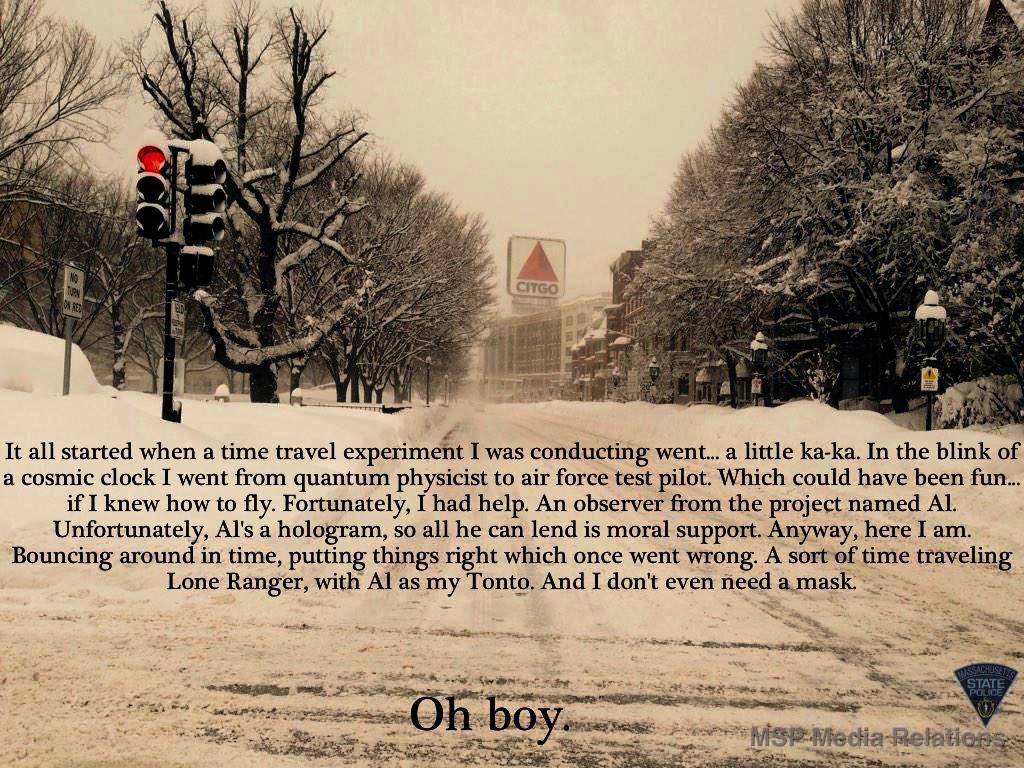 CITGO
NO
TURN
ON RED
It all started when a time travel experiment I was conducting went... a little ka-ka. In the blink of
a cosmic clock I went from quantum physicist to air force test pilot. Which could have been fun...
if I knew how to fly. Fortunately, I had help. An observer from the project named Al.
Unfortunately, Al's a hologram, so all he can lend is moral support. Anyway, here I am.
Bouncing around in time, putting things right which once went wrong. A sort of time traveling
Lone Ranger, with Al as my Tonto. And I don't even need a mask.
Oh boy.
MASSACHUSETTS
STATE
POLICE
MSP Media Relations